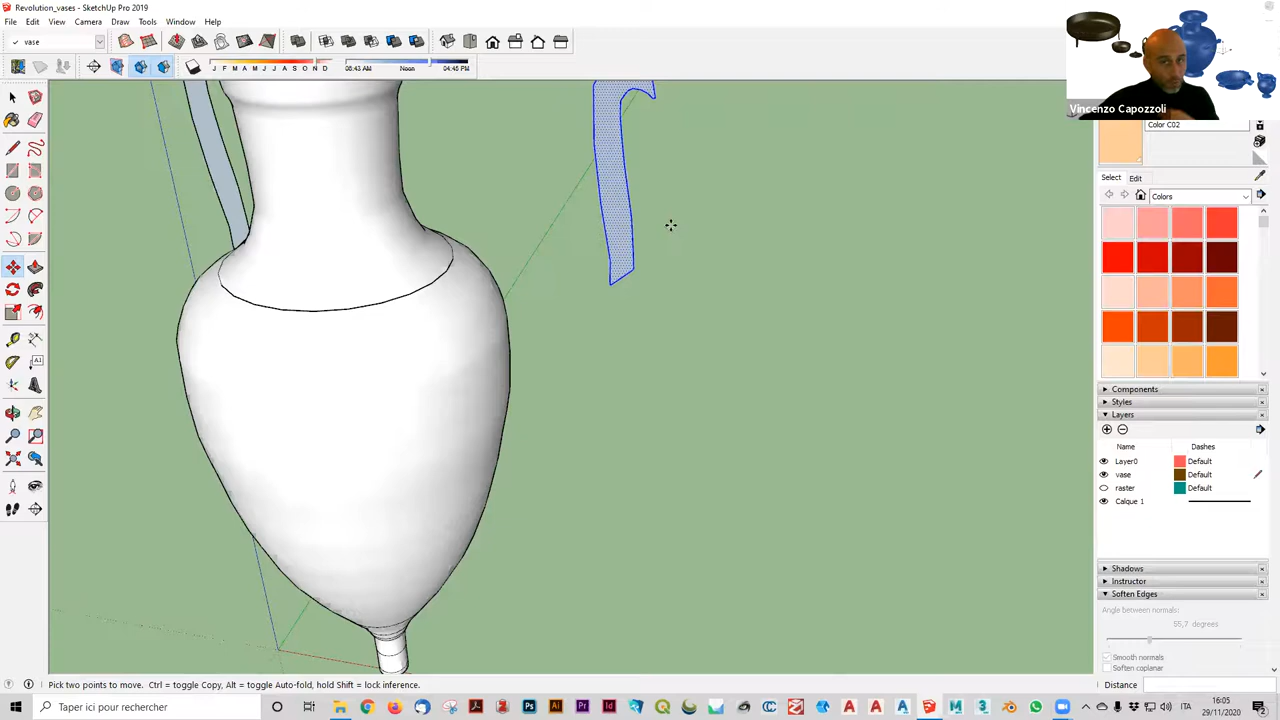 Revolution_vases - SketchUp Pro 2019
File Edit View Camera Draw Tools Window Help
vase
J F M A M J J A S O N D
06:43 AM Noon 04:45 PM
Vincenzo Capozzoli
Color C02
Select Edit
Colors
Components
Styles
Layers
Name Dashes
Layer0 Default
vase Default
raster Default
Calque 1
Shadows
Instructor
Soften Edges
Angle between normals:
55,7 degrees
Smooth normals
Soften coplanar
Pick two points to move. Ctrl = toggle Copy, Alt = toggle Auto-fold, hold Shift = lock inference.
Distance
Taper ici pour rechercher
16:05
29/11/2020